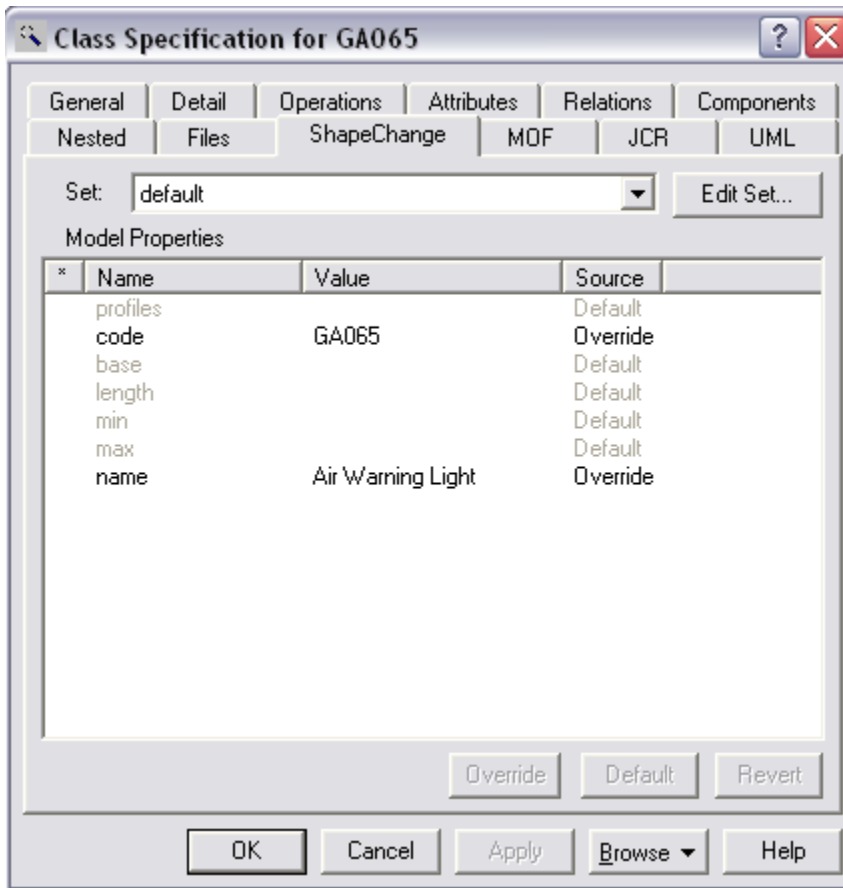 Class Specification for GA065
General Detail Operations Attributes Relations Components
Nested Files ShapeChange MOF JCR UML
Set: default Edit Set...
Model Properties
* Name Value Source
profiles Default
code GA065 Override
base Default
length Default
min Default
max Default
name Air Warning Light Override
Override Default Revert
OK Cancel Apply Browse Help